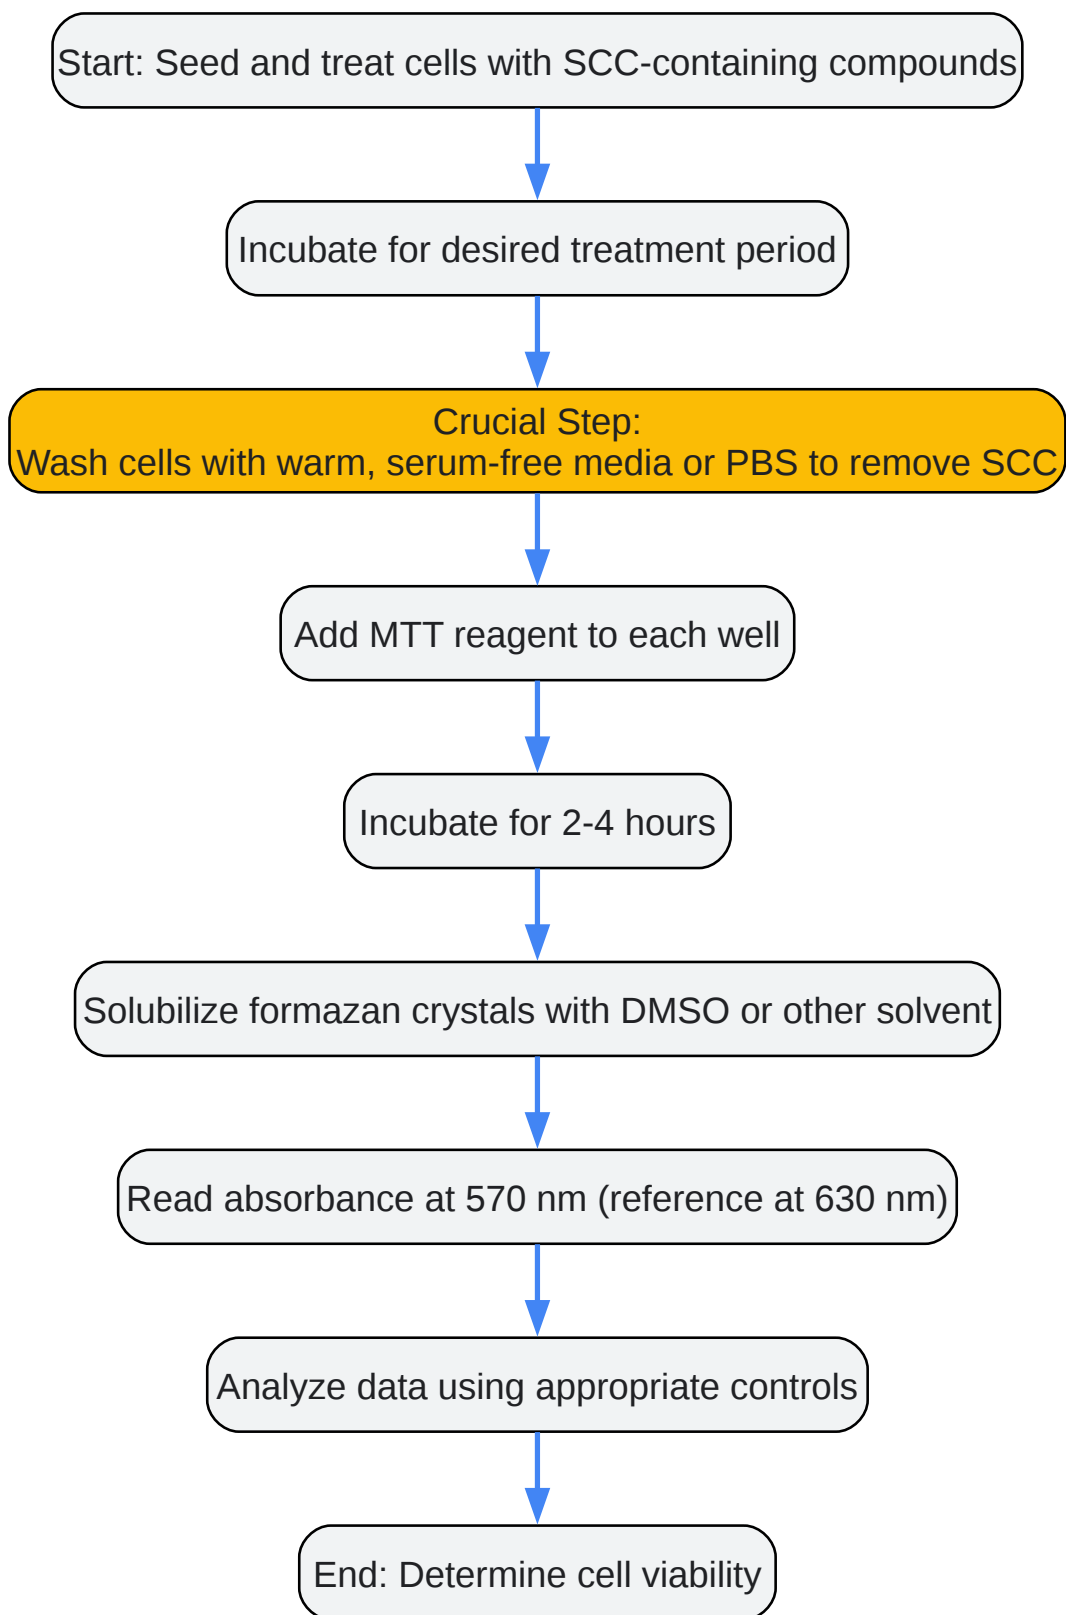 Start: Seed and treat cells with SCC-containing compounds
Incubate for desired treatment period
Crucial Step:
Wash cells with warm, serum-free media or PBS to remove SCC
Add MTT reagent to each well
Incubate for 2-4 hours
Solubilize formazan crystals with DMSO or other solvent
Read absorbance at 570 nm (reference at 630 nm)
Analyze data using appropriate controls
End: Determine cell viability